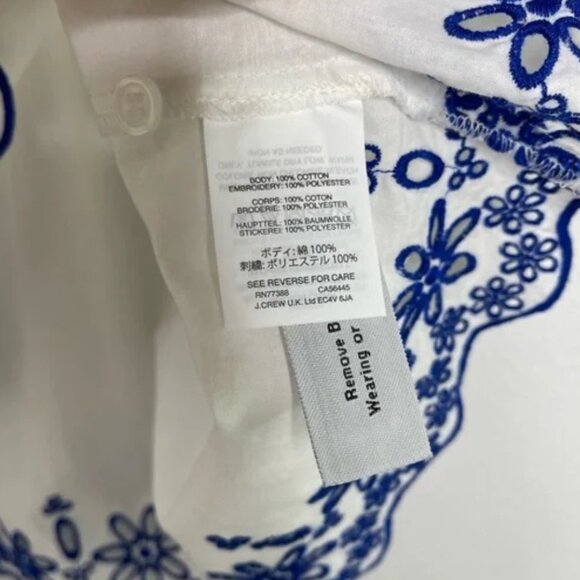 BODY: 100% COTTON
EMBROIDERY: 100% POLYESTER
CORPS: 100% COTON
BRODERIE: 100% POLYESTER
HAUPTTEIL: 100% BAUMWOLLE
STICKEREI: 100% POLYESTER
ボディ: 綿 100%
刺繍: ポリエステル 100%
SEE REVERSE FOR CARE
RN77388 CA56445
J.CREW U.K. Ltd EC4V 6JA
Remove B
Wearing or